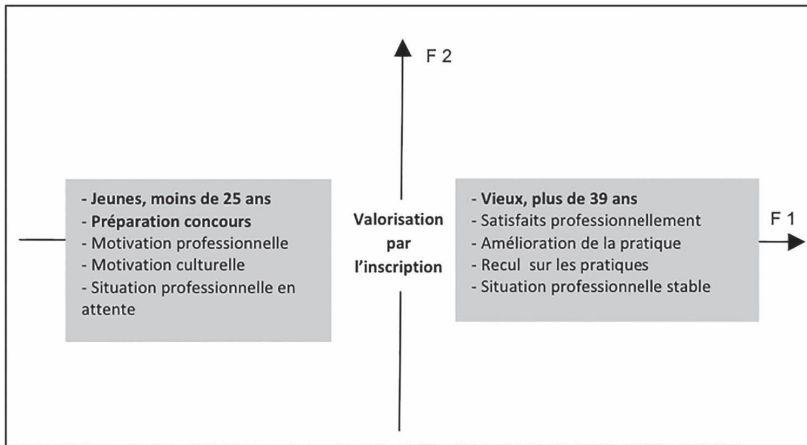 F 2
- Jeunes, moins de 25 ans
- Préparation concours
- Motivation professionnelle
- Motivation culturelle
- Situation professionnelle en
attente
Valorisation
par
l'inscription
- Vieux, plus de 39 ans
- Satisfaits professionnellement
- Amélioration de la pratique
- Recul sur les pratiques
- Situation professionnelle stable
F 1